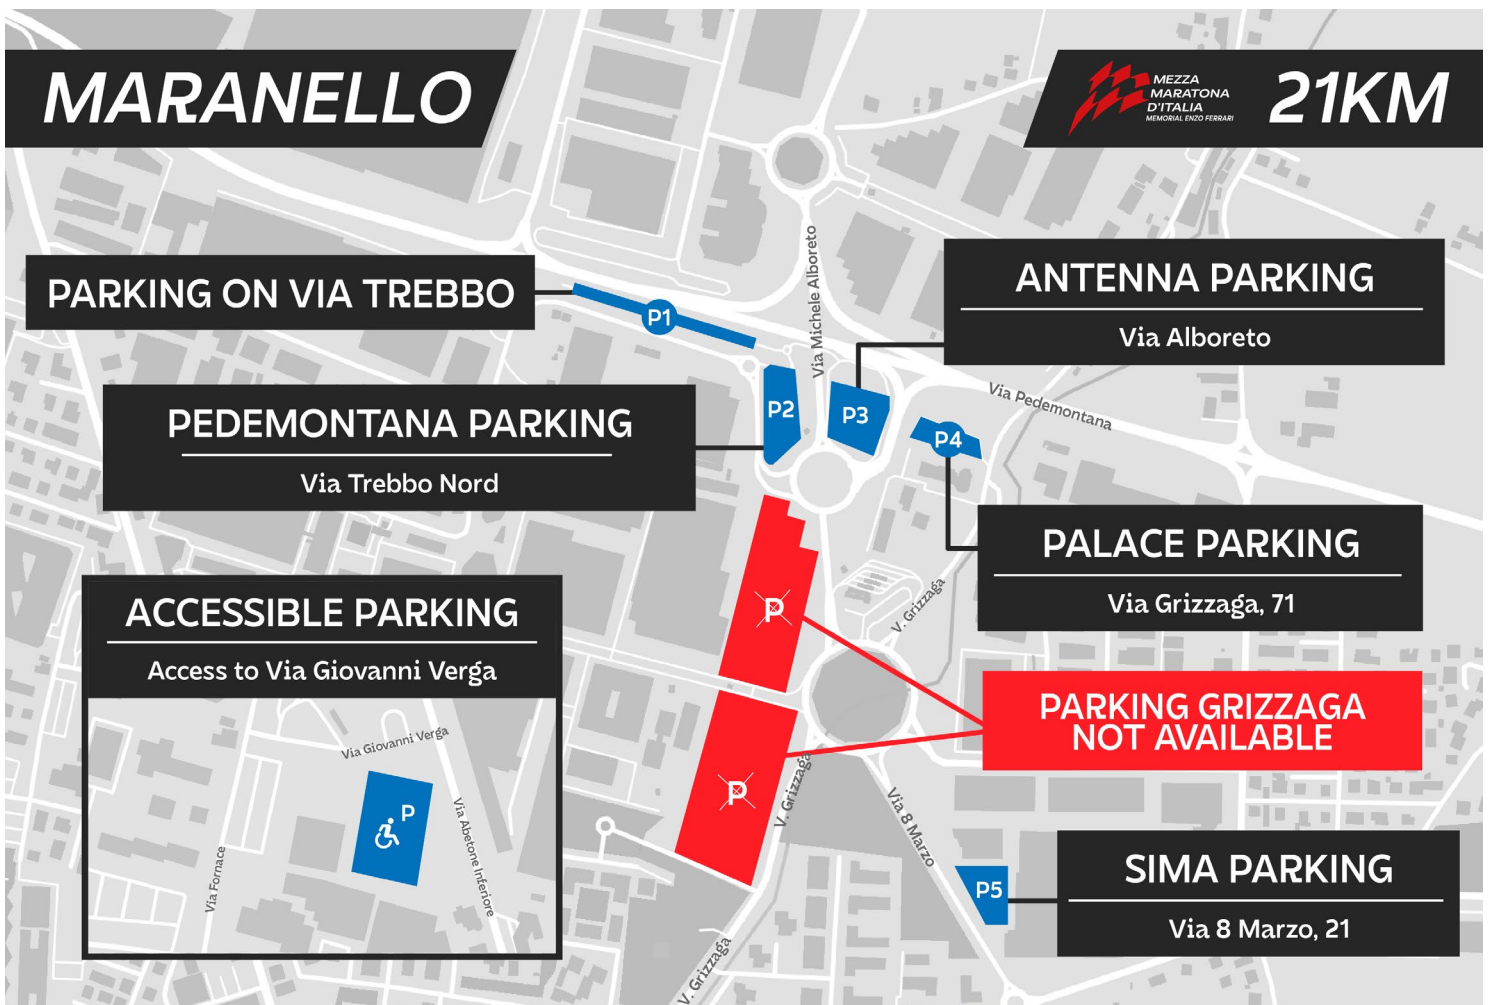 MARANELLO
MEZZA
MARATONA
D'ITALIA
MEMORIAL ENZO FERRARI
21KM
PARKING ON VIA TREBBO
P1
Via Michele Alboreto
ANTENNA PARKING
Via Alboreto
PEDEMONTANA PARKING
Via Trebbo Nord
P2
P3
P4
Via Pedemontana
PALACE PARKING
Via Grizzaga, 71
V. Grizzaga
P
ACCESSIBLE PARKING
Access to Via Giovanni Verga
Via Giovanni Verga
P
Via Fornace
Via Abetone Inferiore
PARKING GRIZZAGA
NOT AVAILABLE
P
V. Grizzaga
Via 8 Marzo
P5
SIMA PARKING
Via 8 Marzo, 21
V. Grizzaga